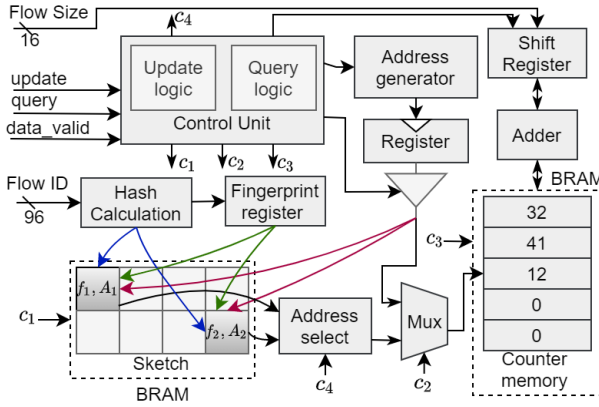 Flow Size
16
c4
update
query
data_valid
Update
logic
Query
logic
Control Unit
Address
generator
Shift
Register
Register
Adder
c1
c2
c3
BRAM
Flow ID
96
Hash
Calculation
Fingerprint
register
32
41
12
0
0
Counter
memory
c3
f1, A1
f2, A2
c1
Sketch
BRAM
Address
select
c4
Mux
c2